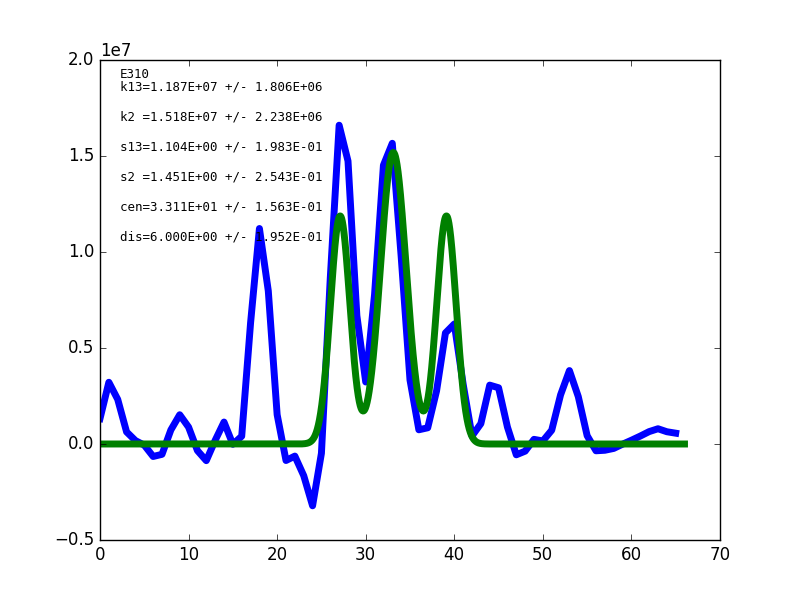 1e7
2.0
E310
k13=1.187E+07 +/- 1.806E+06
k2 =1.518E+07 +/- 2.238E+06
1.5
s13=1.104E+00 +/- 1.983E-01
s2 =1.451E+00 +/- 2.543E-01
cen=3.311E+01 +/- 1.563E-01
dis=6.000E+00 +/- 1.952E-01
1.0
0.5
0.0
−0.5
0 10 20 30 40 50 60 70